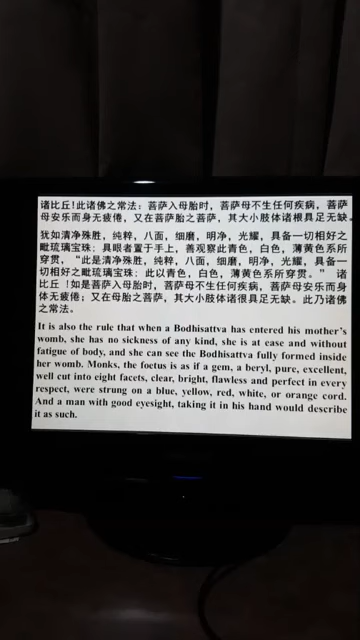 诸比丘!此诸佛之常法：菩萨入母胎时，菩萨母不生任何疾病，菩萨
母安乐而身无疲倦，又在菩萨胎之菩萨，其大小肢体诸根具足无缺.
犹如清净殊胜，纯粹，八面，细磨，明净，光耀，具备一切相好之
毗琉璃宝珠；具眼者置于手上，善观察此青色，白色，薄黄色系所
穿贯，“此是清净殊胜，纯粹，八面，细磨，明净，光耀，具备一
切相好之毗琉璃宝珠；此以青色，白色，薄黄色系所穿贯。” 诸
比丘 !如是菩萨入母胎时，菩萨母不生任何疾病，菩萨母安乐而身
体无疲倦；又在母胎之菩萨，其大小肢体诸很具足无缺。此乃诸佛
之常法。
It is also the rule that when a Bodhisattva has entered his mother's
womb, she has no sickness of any kind, she is at ease and without
fatigue of body, and she can see the Bodhisattva fully formed inside
her womb. Monks, the foetus is as if a gem, a beryl, pure, excellent,
well cut into eight facets, clear, bright, flawless and perfect in every
respect, were strung on a blue, yellow, red, white, or orange cord.
And a man with good eyesight, taking it in his hand would describe
it as such.